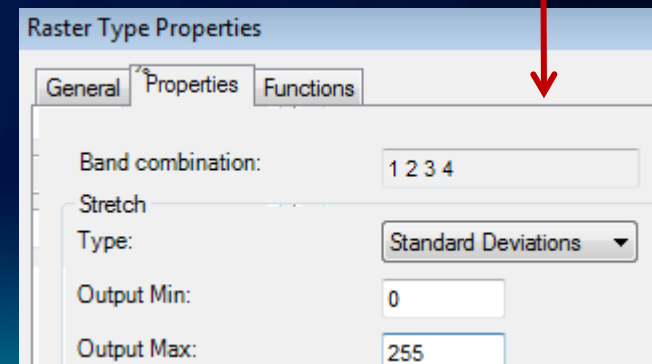 Raster Type Properties
General Properties Functions
Band combination: 1 2 3 4
Stretch
Type: Standard Deviations
Output Min: 0
Output Max: 255